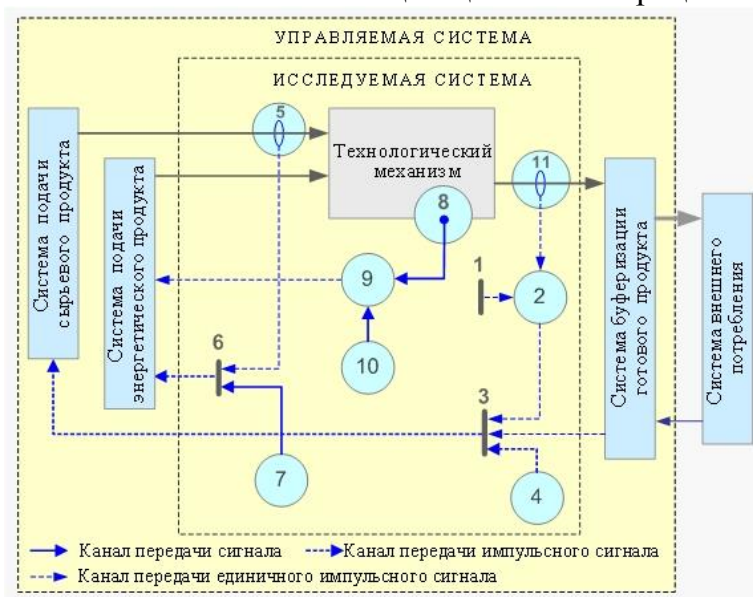 УПРАВЛЯЕМАЯ СИСТЕМА
ИССЛЕДУЕМАЯ СИСТЕМА
Система подачи
сырьевого продукта
Система подачи
энергетического продукта
5
Технологический
механизм
11
8
1
9
2
6
10
3
7
4
Система буферизации
готового продукта
Система внешнего
потребления
Канал передачи сигнала
Канал передачи импульсного сигнала
Канал передачи единичного импульсного сигнала